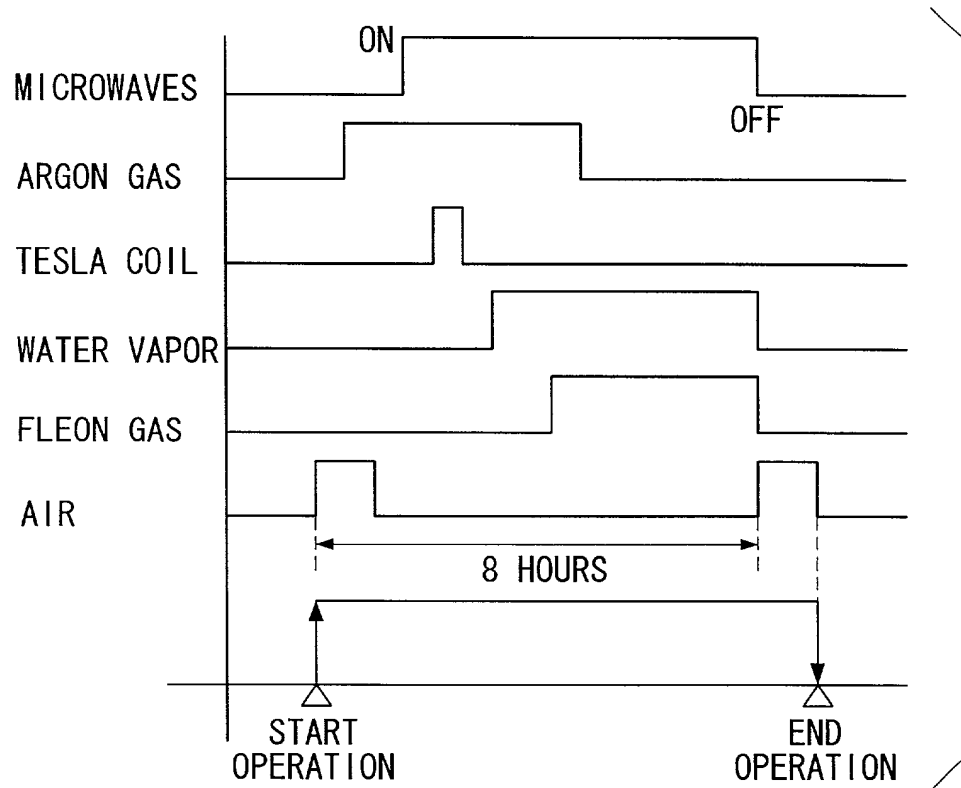 ON
MICROWAVES
OFF
ARGON GAS
TESLA COIL
WATER VAPOR
FLEON GAS
AIR
8 HOURS
START
OPERATION
END
OPERATION